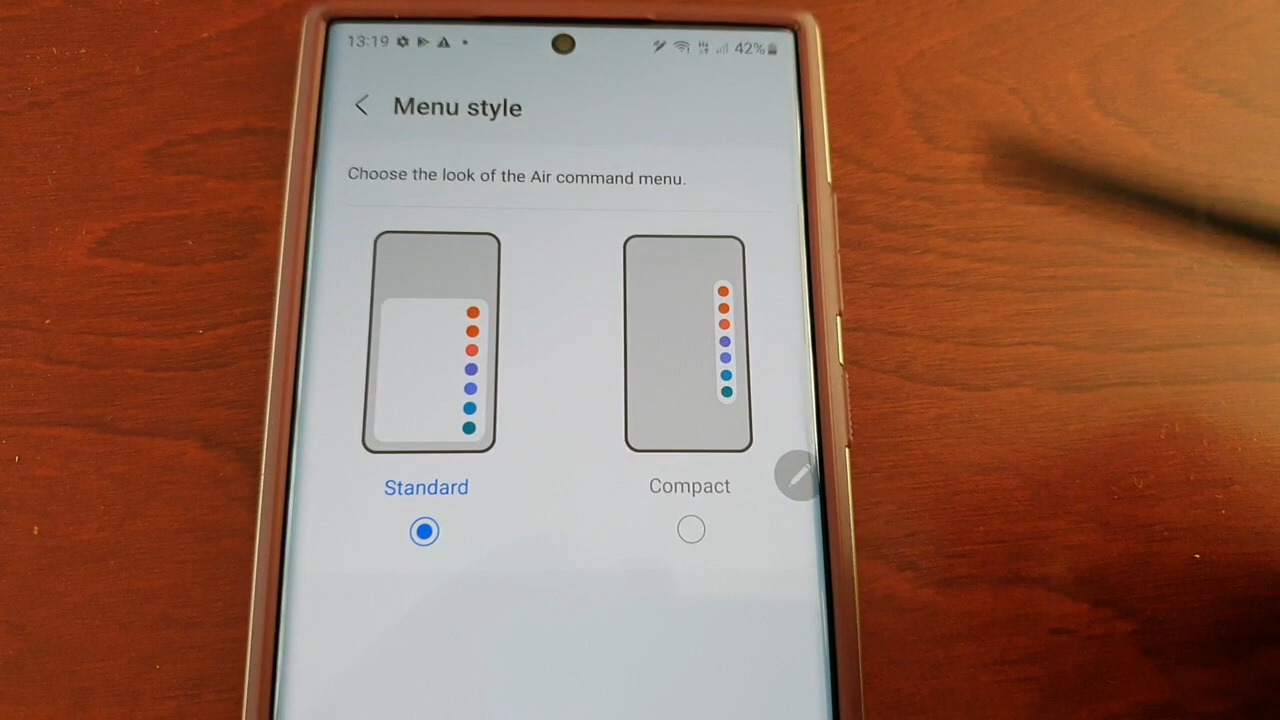 13:19 42%
Menu style
Choose the look of the Air command menu.
Standard Compact